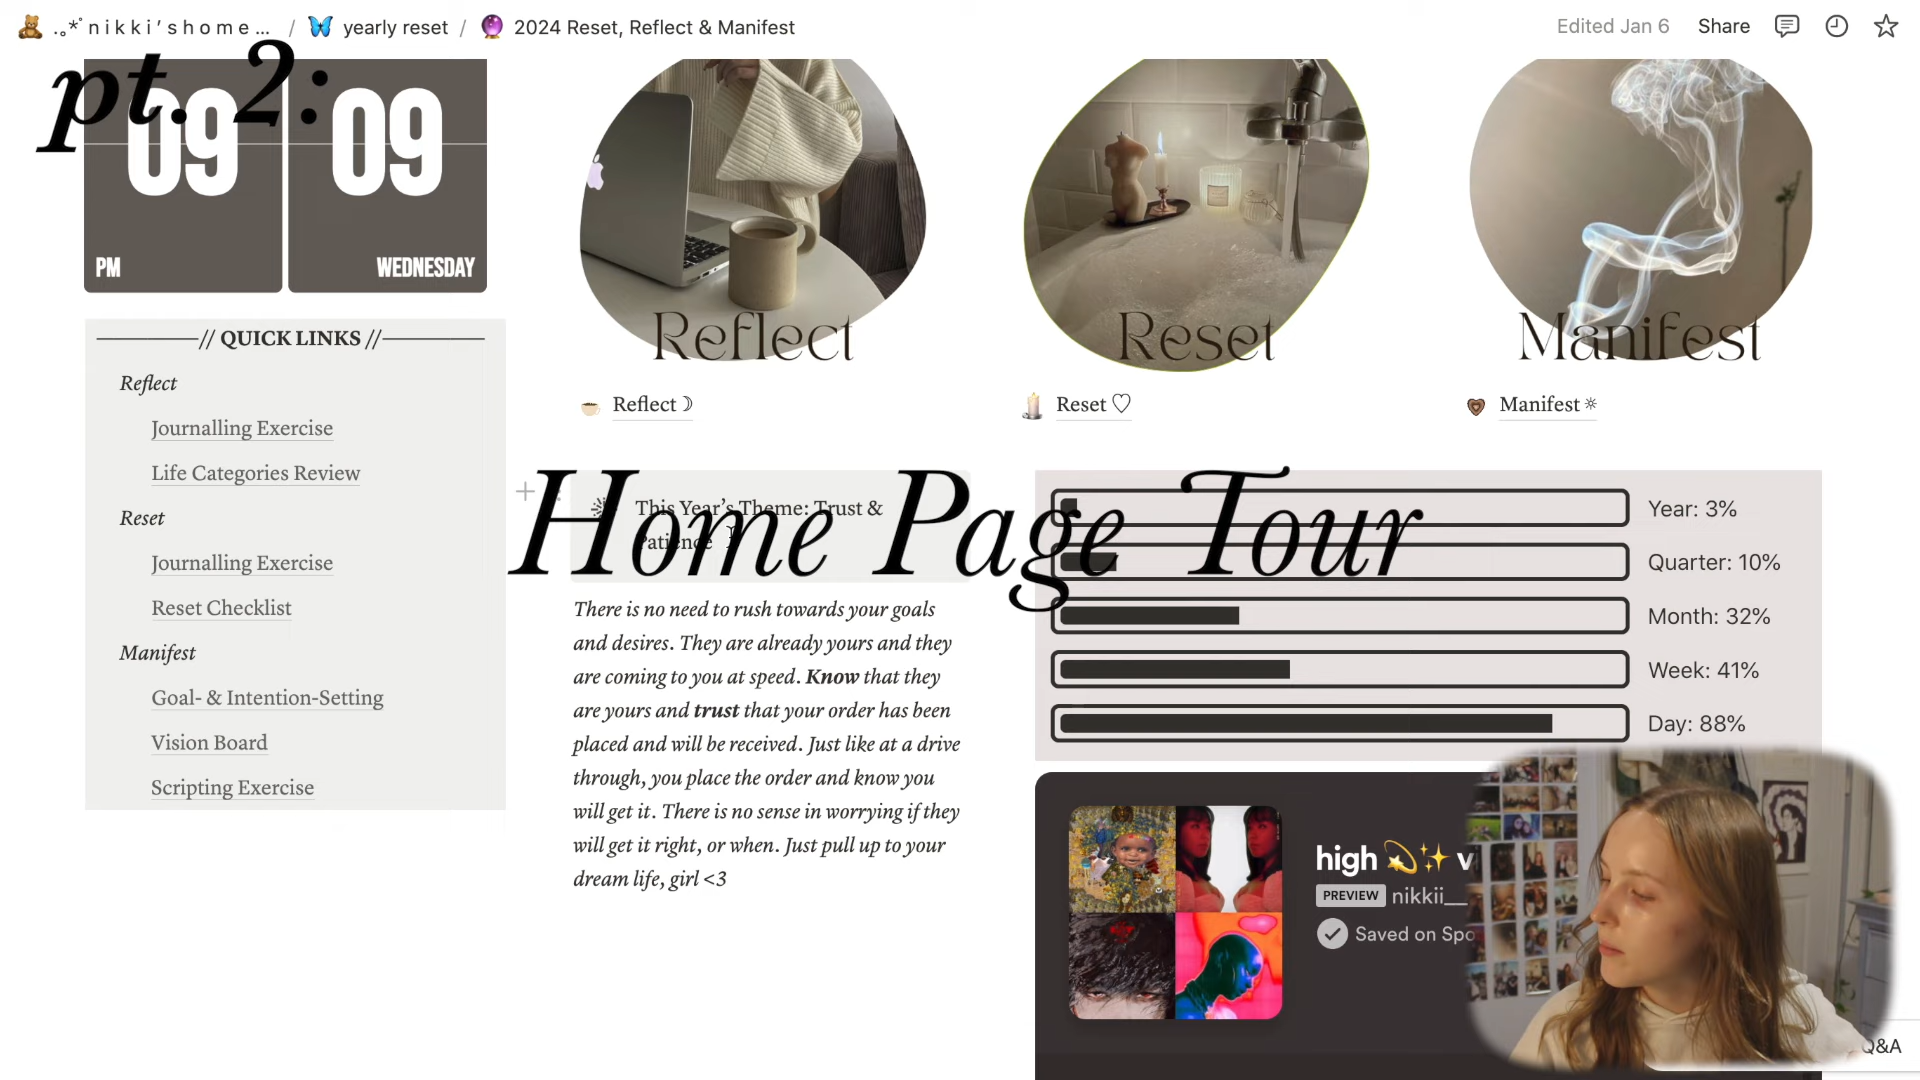 .｡*ﾟn i k k i ' s h o m e ... / yearly reset / 2024 Reset, Reflect & Manifest
Edited Jan 6 Share
pt. 2:
09 09
PM WEDNESDAY
// QUICK LINKS //
Reflect
Journalling Exercise
Life Categories Review
Reset
Journalling Exercise
Reset Checklist
Manifest
Goal- & Intention-Setting
Vision Board
Scripting Exercise
Reflect
Reflect ☽
Reset
Reset ♡
Manifest
Manifest ☼
Home Page Tour
This Year's Theme: Trust &
Patience
There is no need to rush towards your goals
and desires. They are already yours and they
are coming to you at speed. Know that they
are yours and trust that your order has been
placed and will be received. Just like at a drive
through, you place the order and know you
will get it. There is no sense in worrying if they
will get it right, or when. Just pull up to your
dream life, girl <3
Year: 3%
Quarter: 10%
Month: 32%
Week: 41%
Day: 88%
high 💫✨ v
PREVIEW nikkii__
Saved on Spo
Q&A